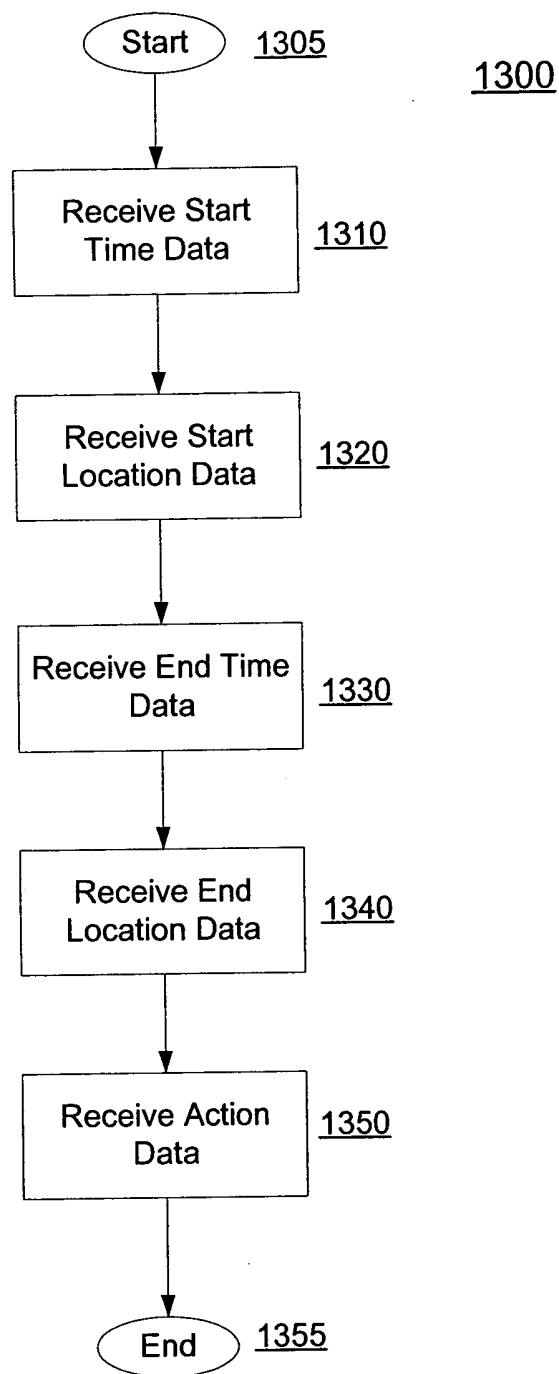 Start
1305
1300
Receive Start
Time Data
1310
Receive Start
Location Data
1320
Receive End Time
Data
1330
Receive End
Location Data
1340
Receive Action
Data
1350
End
1355